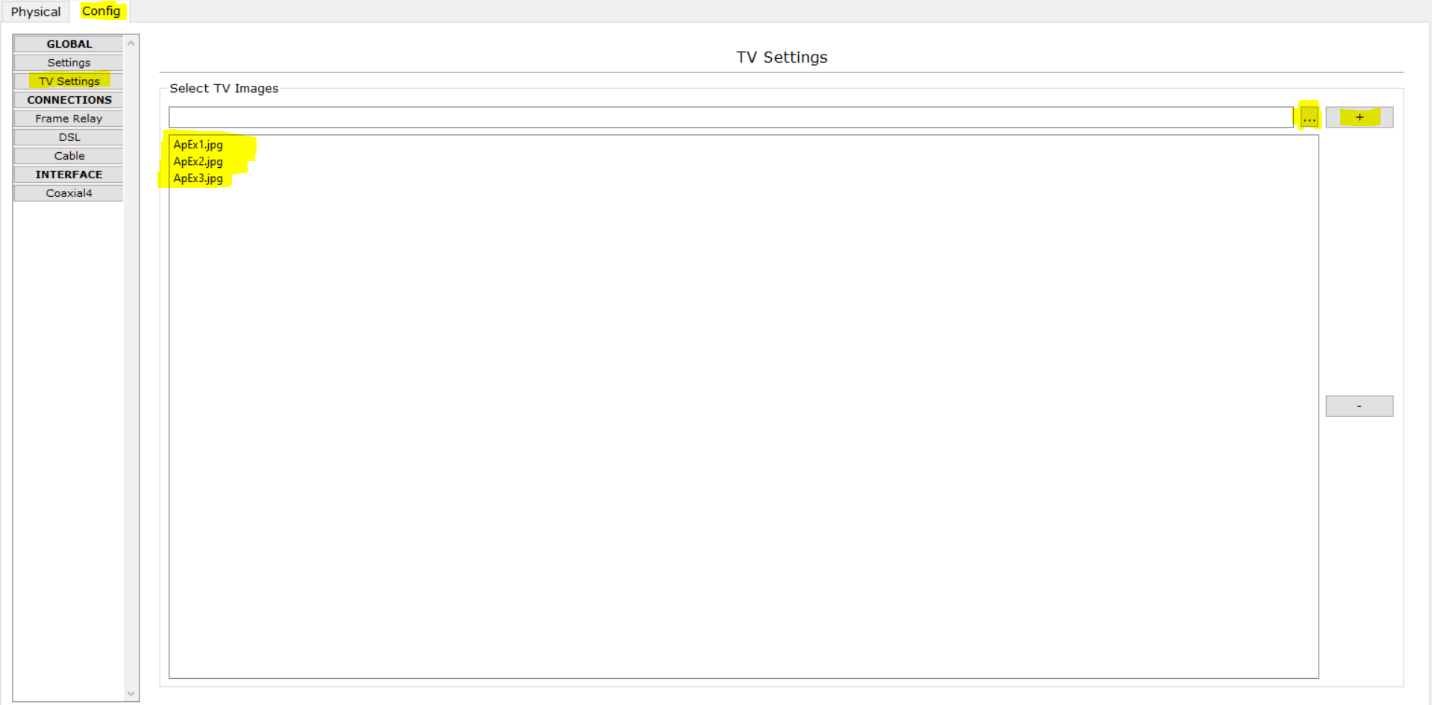 Physical Config
GLOBAL
Settings
TV Settings
CONNECTIONS
Frame Relay
DSL
Cable
INTERFACE
Coaxial4
TV Settings
Select TV Images
... +
ApEx1.jpg
ApEx2.jpg
ApEx3.jpg
-